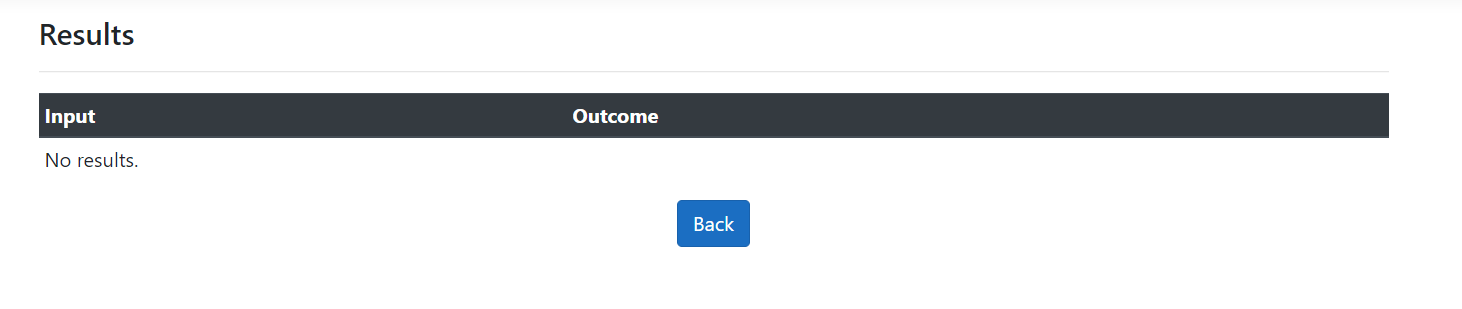 Results
Input Outcome
No results.
Back